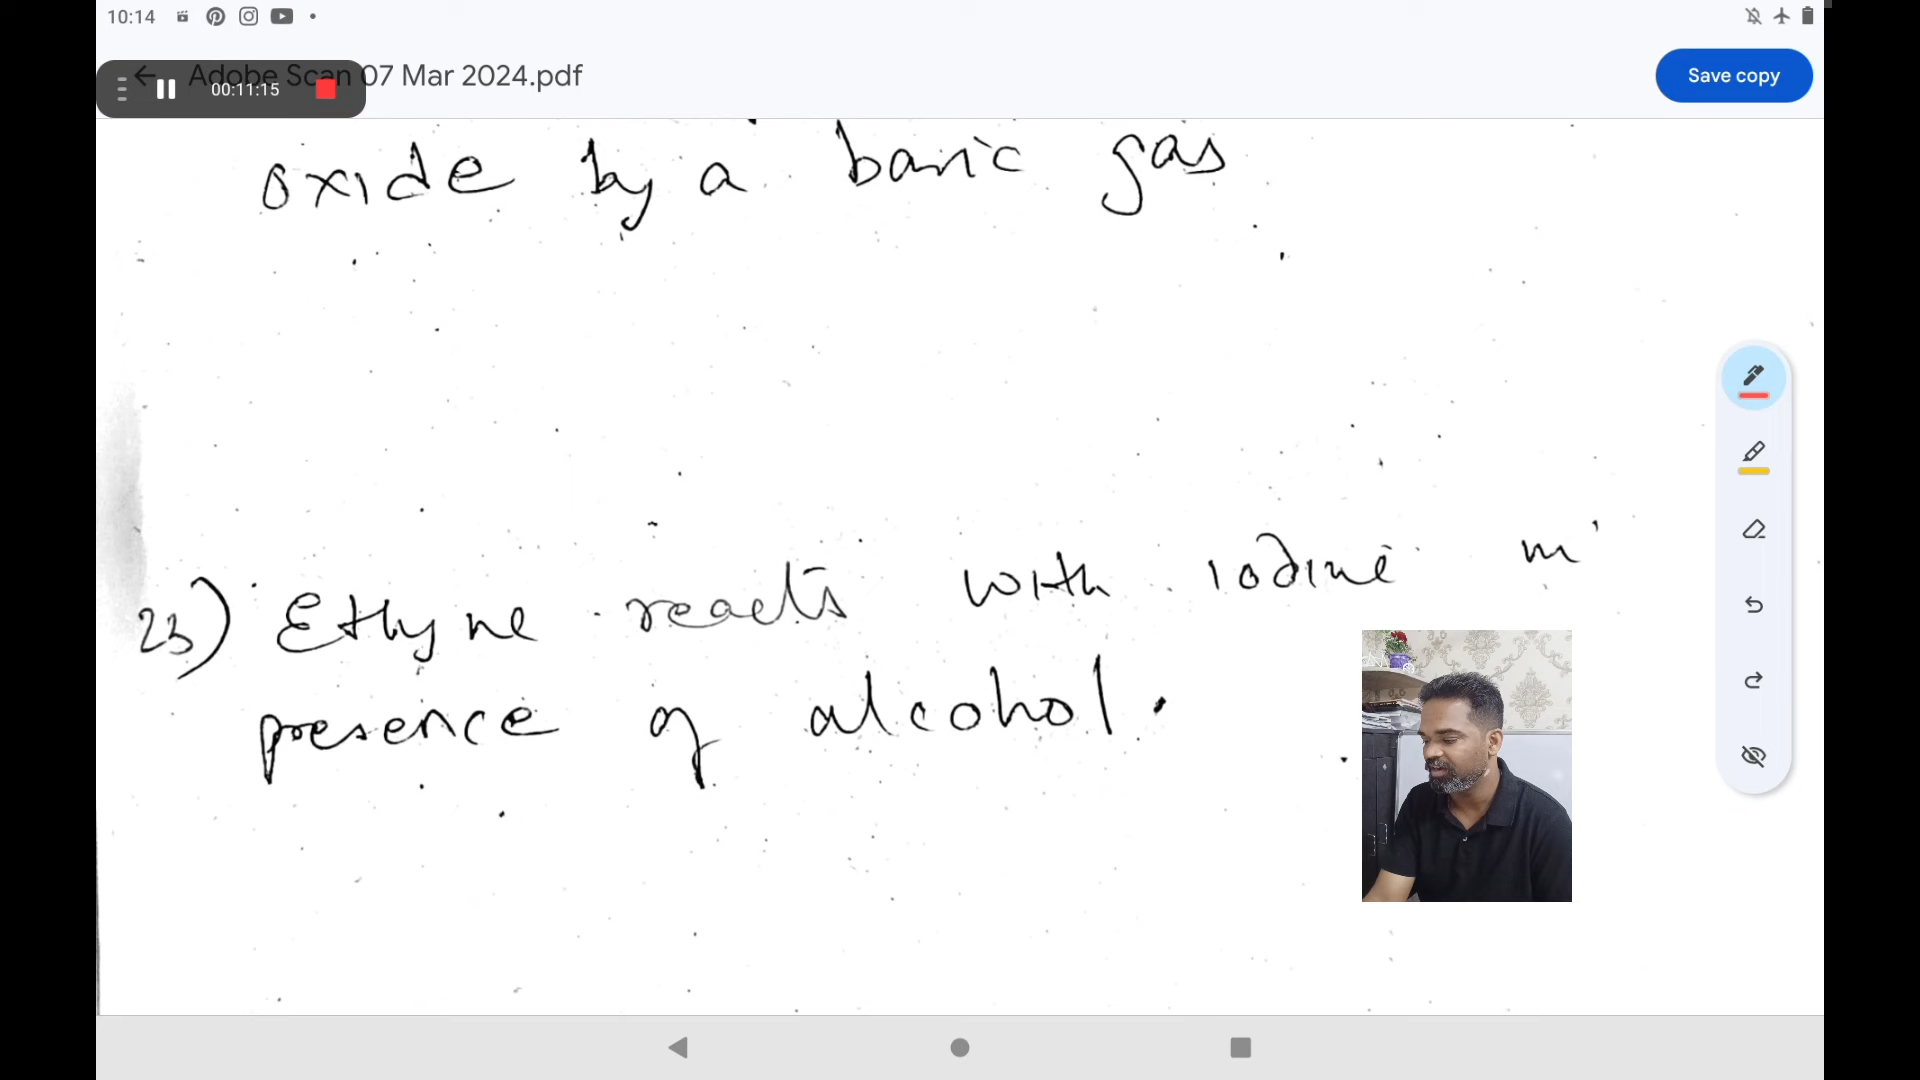 10:14
Adobe Scan 07 Mar 2024.pdf
00:11:15
Save copy
oxide by a basic gas
23) Ethyne reacts with iodine in
presence of alcohol.